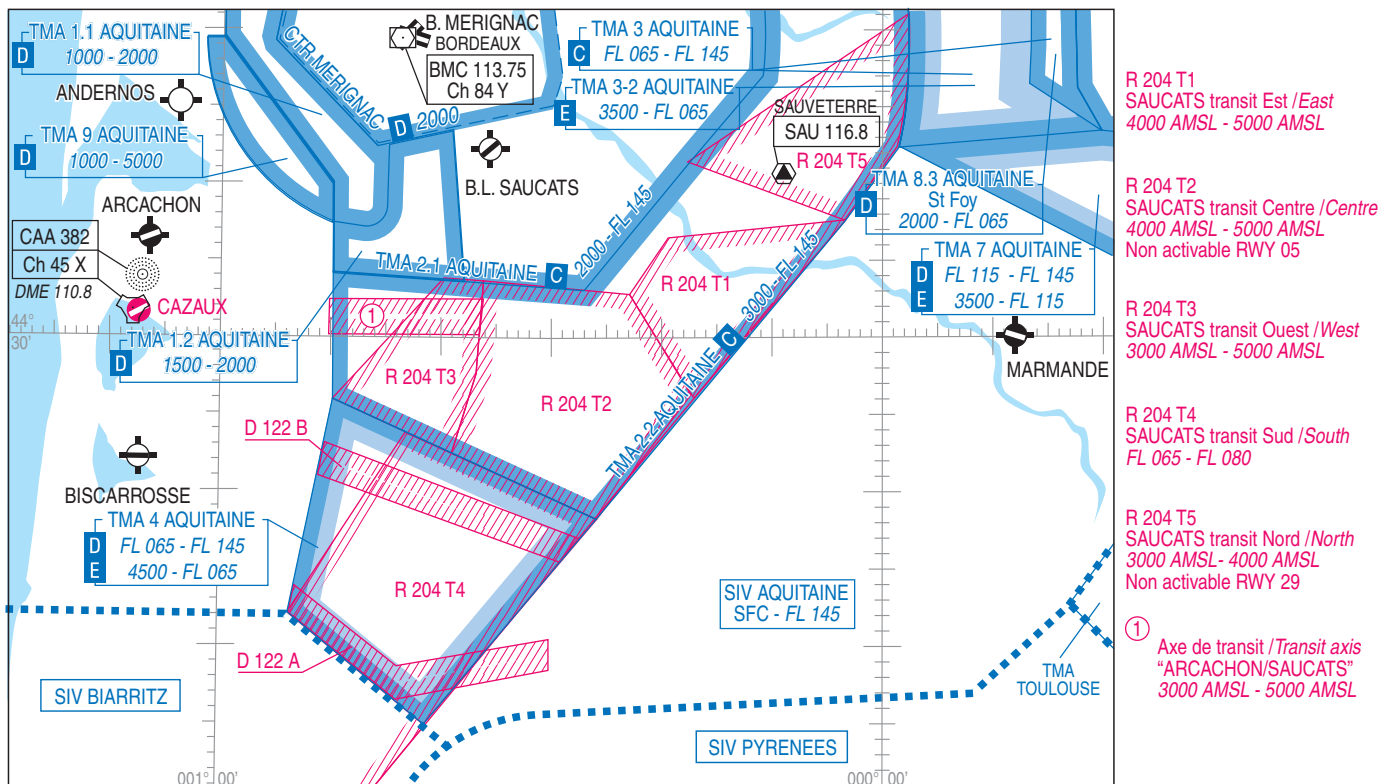 TMA 1.1 AQUITAINE
D
1000 - 2000
ANDERNOS
TMA 9 AQUITAINE
D
1000 - 5000
ARCACHON
CAA 382
Ch 45 X
DME 110.8
CAZAUX
44°
30'
TMA 1.2 AQUITAINE
D
1500 - 2000
BISCARROSSE
TMA 4 AQUITAINE
D
FL 065 - FL 145
E
4500 - FL 065
SIV BIARRITZ
CTR MERIGNAC
D
2000
B. MERIGNAC
BORDEAUX
BMC 113.75
Ch 84 Y
B.L. SAUCATS
TMA 3 AQUITAINE
C
FL 065 - FL 145
TMA 3-2 AQUITAINE
E
3500 - FL 065
SAUVETERRE
SAU 116.8
R 204 T5
TMA 8.3 AQUITAINE
St Foy
D
2000 - FL 065
TMA 7 AQUITAINE
D
FL 115 - FL 145
E
3500 - FL 115
MARMANDE
TMA 2.1 AQUITAINE
C
2000 - FL 145
R 204 T1
1
R 204 T3
R 204 T2
TMA 2.2 AQUITAINE
C
3000 - FL 145
D 122 B
R 204 T4
D 122 A
SIV AQUITAINE
SFC - FL 145
TMA
TOULOUSE
SIV PYRENEES
001° 00'
000° 00'
R 204 T1
SAUCATS transit Est / East
4000 AMSL - 5000 AMSL
R 204 T2
SAUCATS transit Centre / Centre
4000 AMSL - 5000 AMSL
Non activable RWY 05
R 204 T3
SAUCATS transit Ouest / West
3000 AMSL - 5000 AMSL
R 204 T4
SAUCATS transit Sud / South
FL 065 - FL 080
R 204 T5
SAUCATS transit Nord / North
3000 AMSL- 4000 AMSL
Non activable RWY 29
1
Axe de transit / Transit axis
“ARCACHON/SAUCATS”
3000 AMSL - 5000 AMSL